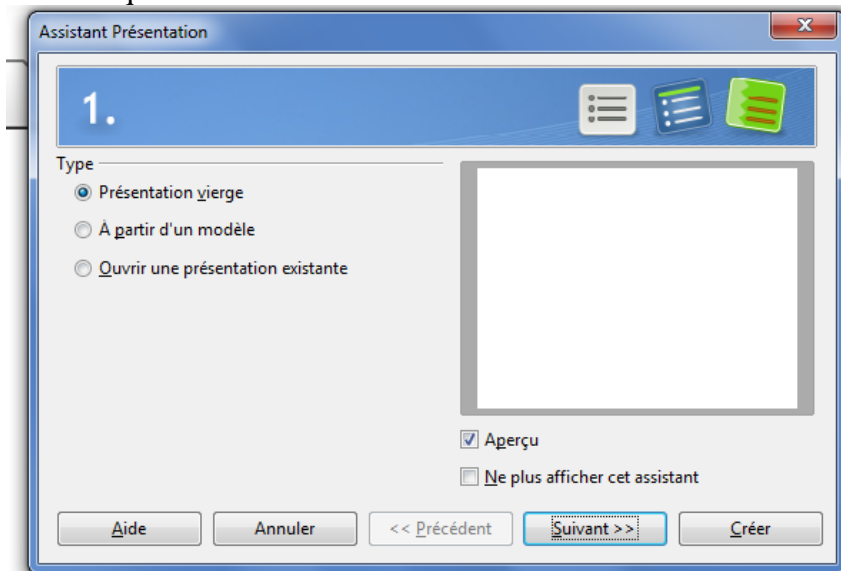 Assistant Présentation
1.
Type
Présentation vierge
À partir d'un modèle
Ouvrir une présentation existante
Aperçu
Ne plus afficher cet assistant
Aide
Annuler
<< Précédent
Suivant >>
Créer